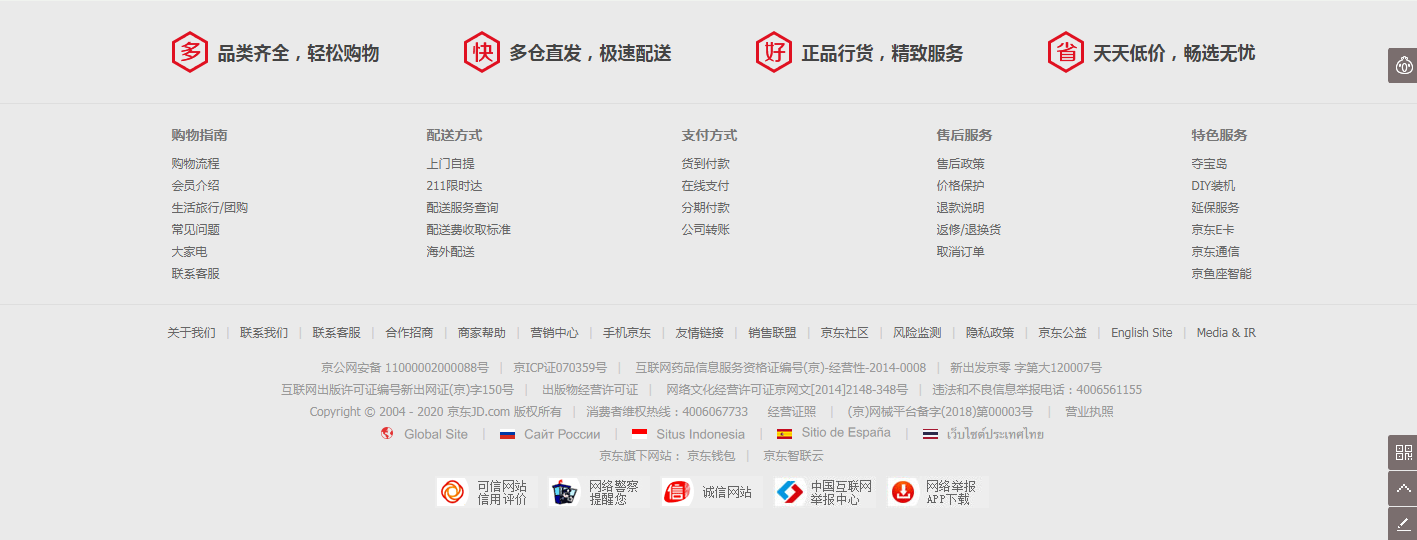 多 品类齐全，轻松购物 快 多仓直发，极速配送 好 正品行货，精致服务 省 天天低价，畅选无忧
购物指南 配送方式 支付方式 售后服务 特色服务
购物流程 上门自提 货到付款 售后政策 夺宝岛
会员介绍 211限时达 在线支付 价格保护 DIY装机
生活旅行/团购 配送服务查询 分期付款 退款说明 延保服务
常见问题 配送费收取标准 公司转账 返修/退换货 京东E卡
大家电 海外配送 取消订单 京东通信
联系客服 京鱼座智能
关于我们 | 联系我们 | 联系客服 | 合作招商 | 商家帮助 | 营销中心 | 手机京东 | 友情链接 | 销售联盟 | 京东社区 | 风险监测 | 隐私政策 | 京东公益 | English Site | Media & IR
京公网安备 11000002000088号 | 京ICP证070359号 | 互联网药品信息服务资格证编号(京)-经营性-2014-0008 | 新出发京零 字第大120007号
互联网出版许可证编号新出网证(京)字150号 | 出版物经营许可证 | 网络文化经营许可证京网文[2014]2148-348号 | 违法和不良信息举报电话：4006561155
Copyright © 2004 - 2020 京东JD.com 版权所有 | 消费者维权热线：4006067733 经营证照 | (京)网械平台备字(2018)第00003号 | 营业执照
Global Site | Сайт России | Situs Indonesia | Sitio de España | เว็บไซต์ประเทศไทย
京东旗下网站： 京东钱包 | 京东智联云
可信网站 网络警察 信 诚信网站 中国互联网 网络举报
信用评价 提醒您 举报中心 APP下载